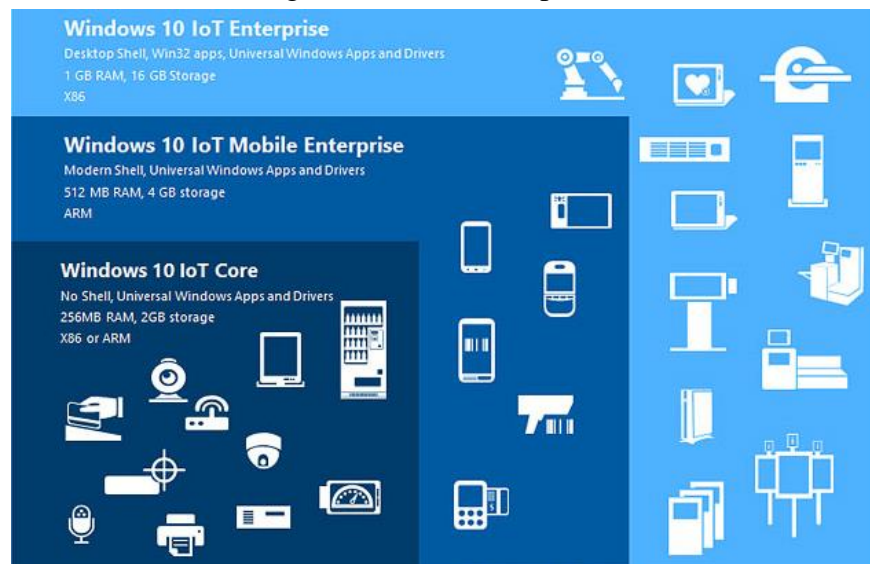 Windows 10 IoT Enterprise
Desktop Shell, Win32 apps, Universal Windows Apps and Drivers
1 GB RAM, 16 GB Storage
X86
Windows 10 IoT Mobile Enterprise
Modern Shell, Universal Windows Apps and Drivers
512 MB RAM, 4 GB storage
ARM
Windows 10 IoT Core
No Shell, Universal Windows Apps and Drivers
256MB RAM, 2GB storage
X86 or ARM